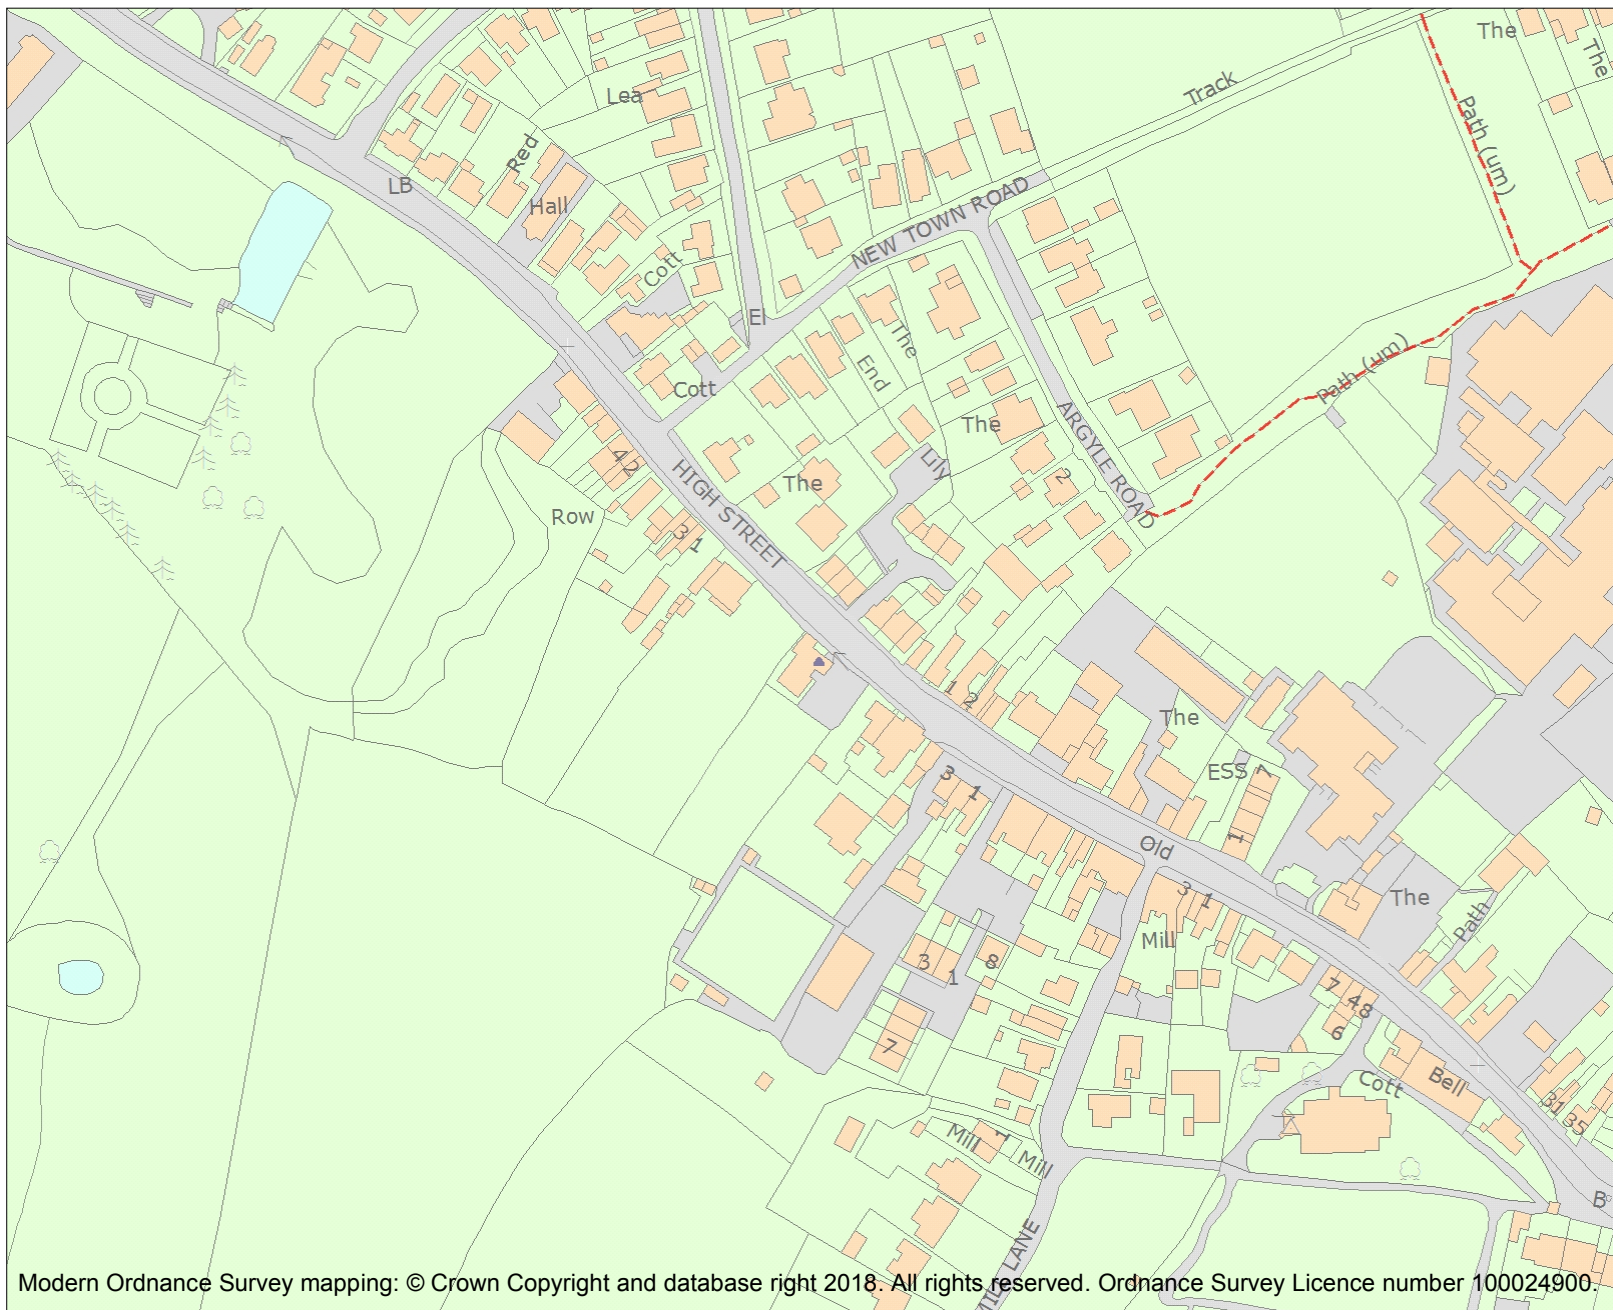 The
The
Lea
Track
Path (um)
Red
LB
Hall
NEW TOWN ROAD
Cott
El
The
Path (um)
End
Cott
ARGYLE ROAD
The
42
Lily
2
HIGH STREET
The
Row
3 1
1 2
The
ESS
7
3
1
1
Old
3
1
The
Path
Mill
3
1
8
7
48
6
7
Cott
Bell
31
35
Mill
1
Mill
B
MILL LANE
Modern Ordnance Survey mapping: © Crown Copyright and database right 2018. All rights reserved. Ordnance Survey Licence number 100024900.